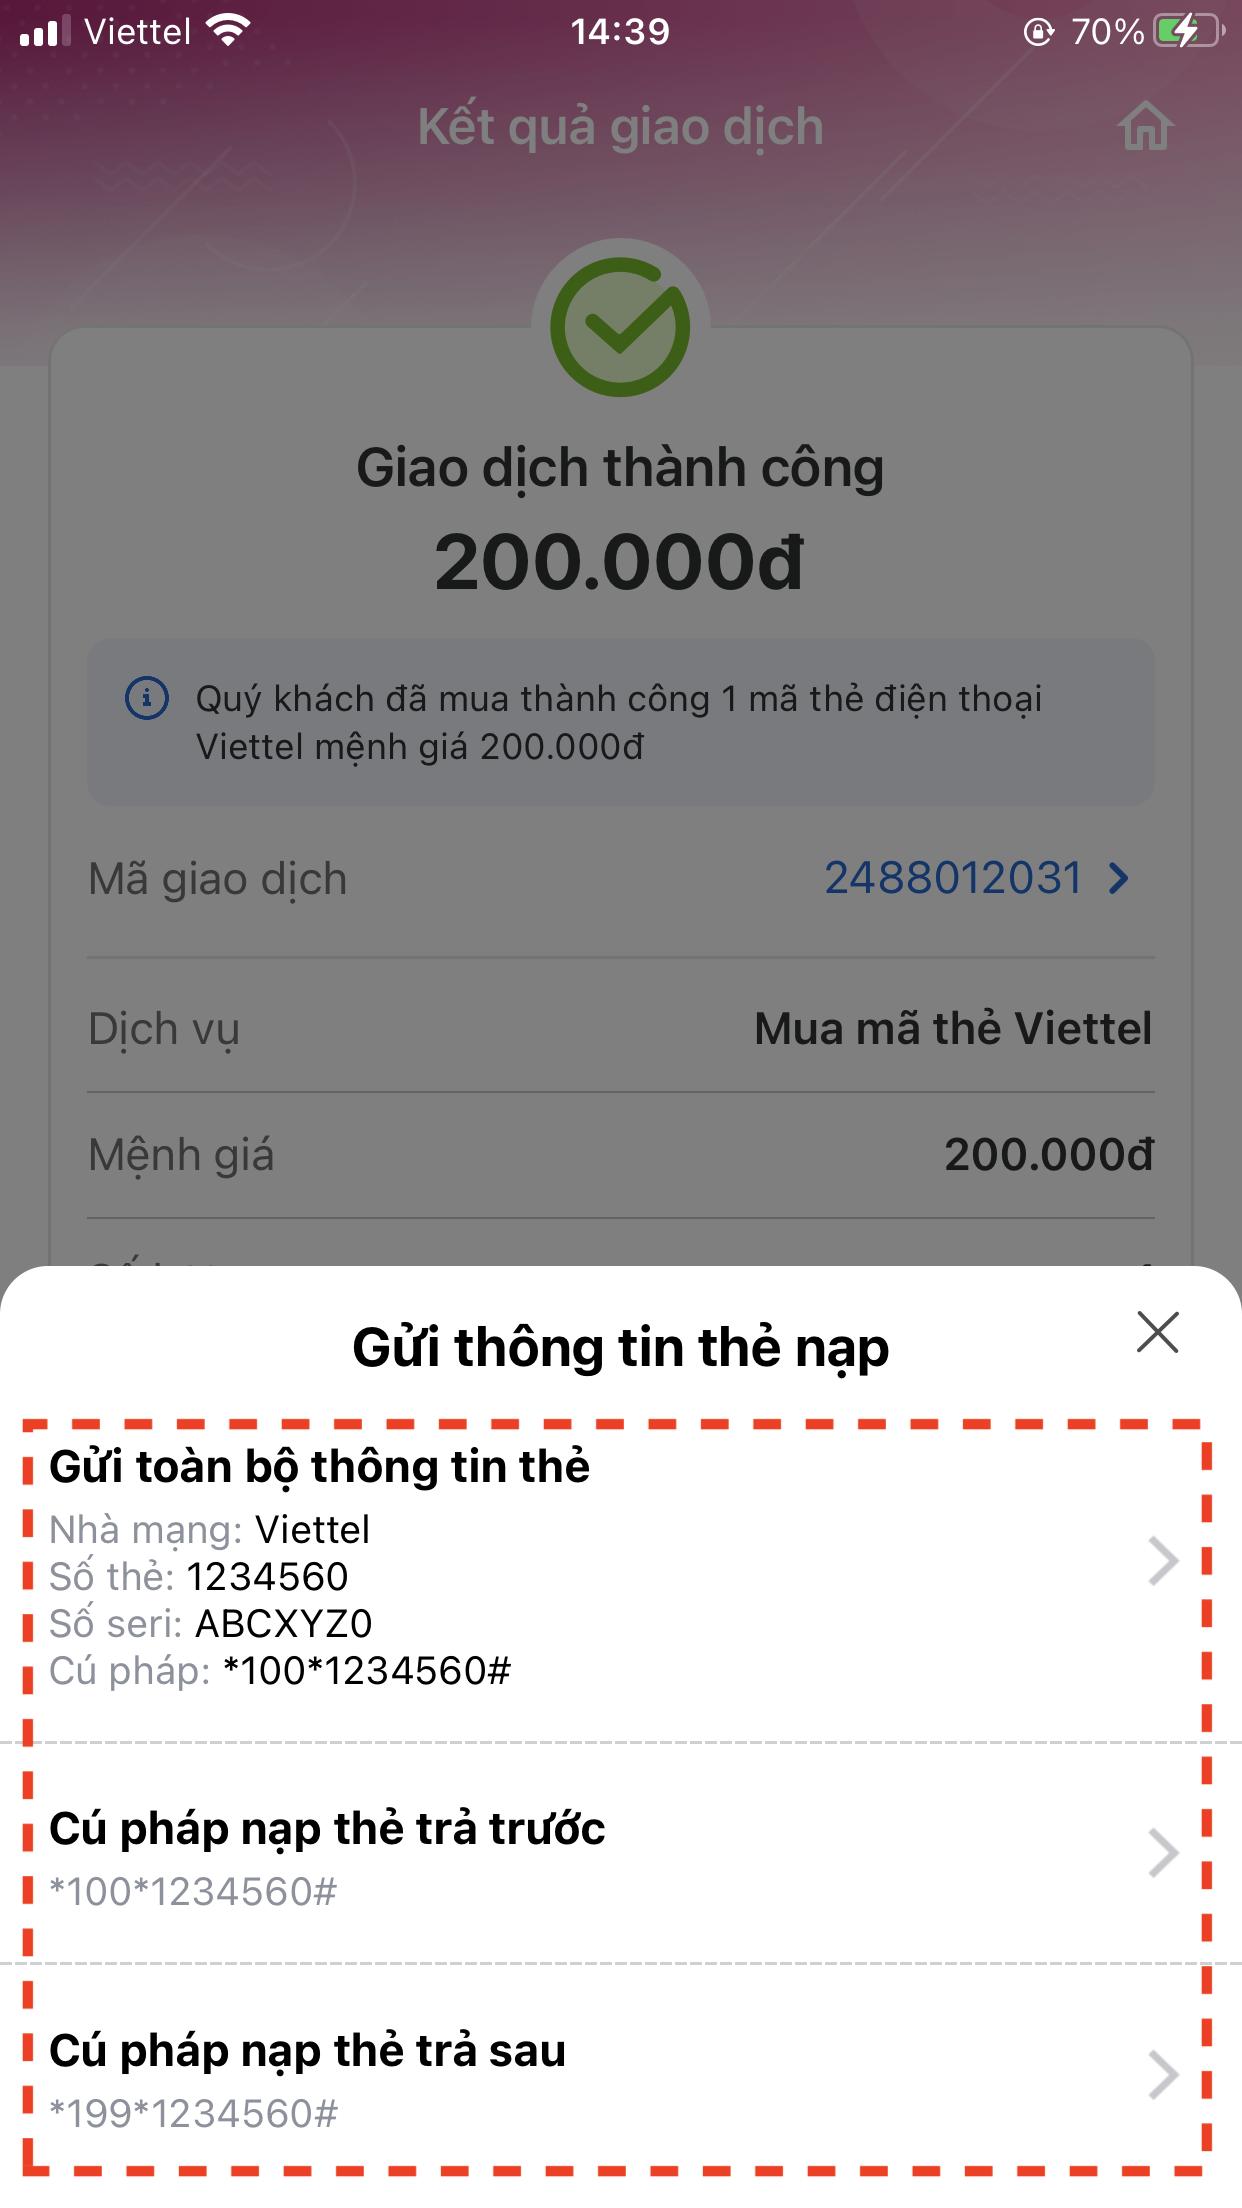 Viettel 14:39 70%
Kết quả giao dịch
Giao dịch thành công
200.000đ
Quý khách đã mua thành công 1 mã thẻ điện thoại
Viettel mệnh giá 200.000đ
Mã giao dịch 2488012031
Dịch vụ Mua mã thẻ Viettel
Mệnh giá 200.000đ
Gửi thông tin thẻ nạp
Gửi toàn bộ thông tin thẻ
Nhà mạng: Viettel
Số thẻ: 1234560
Số seri: ABCXYZ0
Cú pháp: *100*1234560#
Cú pháp nạp thẻ trả trước
*100*1234560#
Cú pháp nạp thẻ trả sau
*199*1234560#